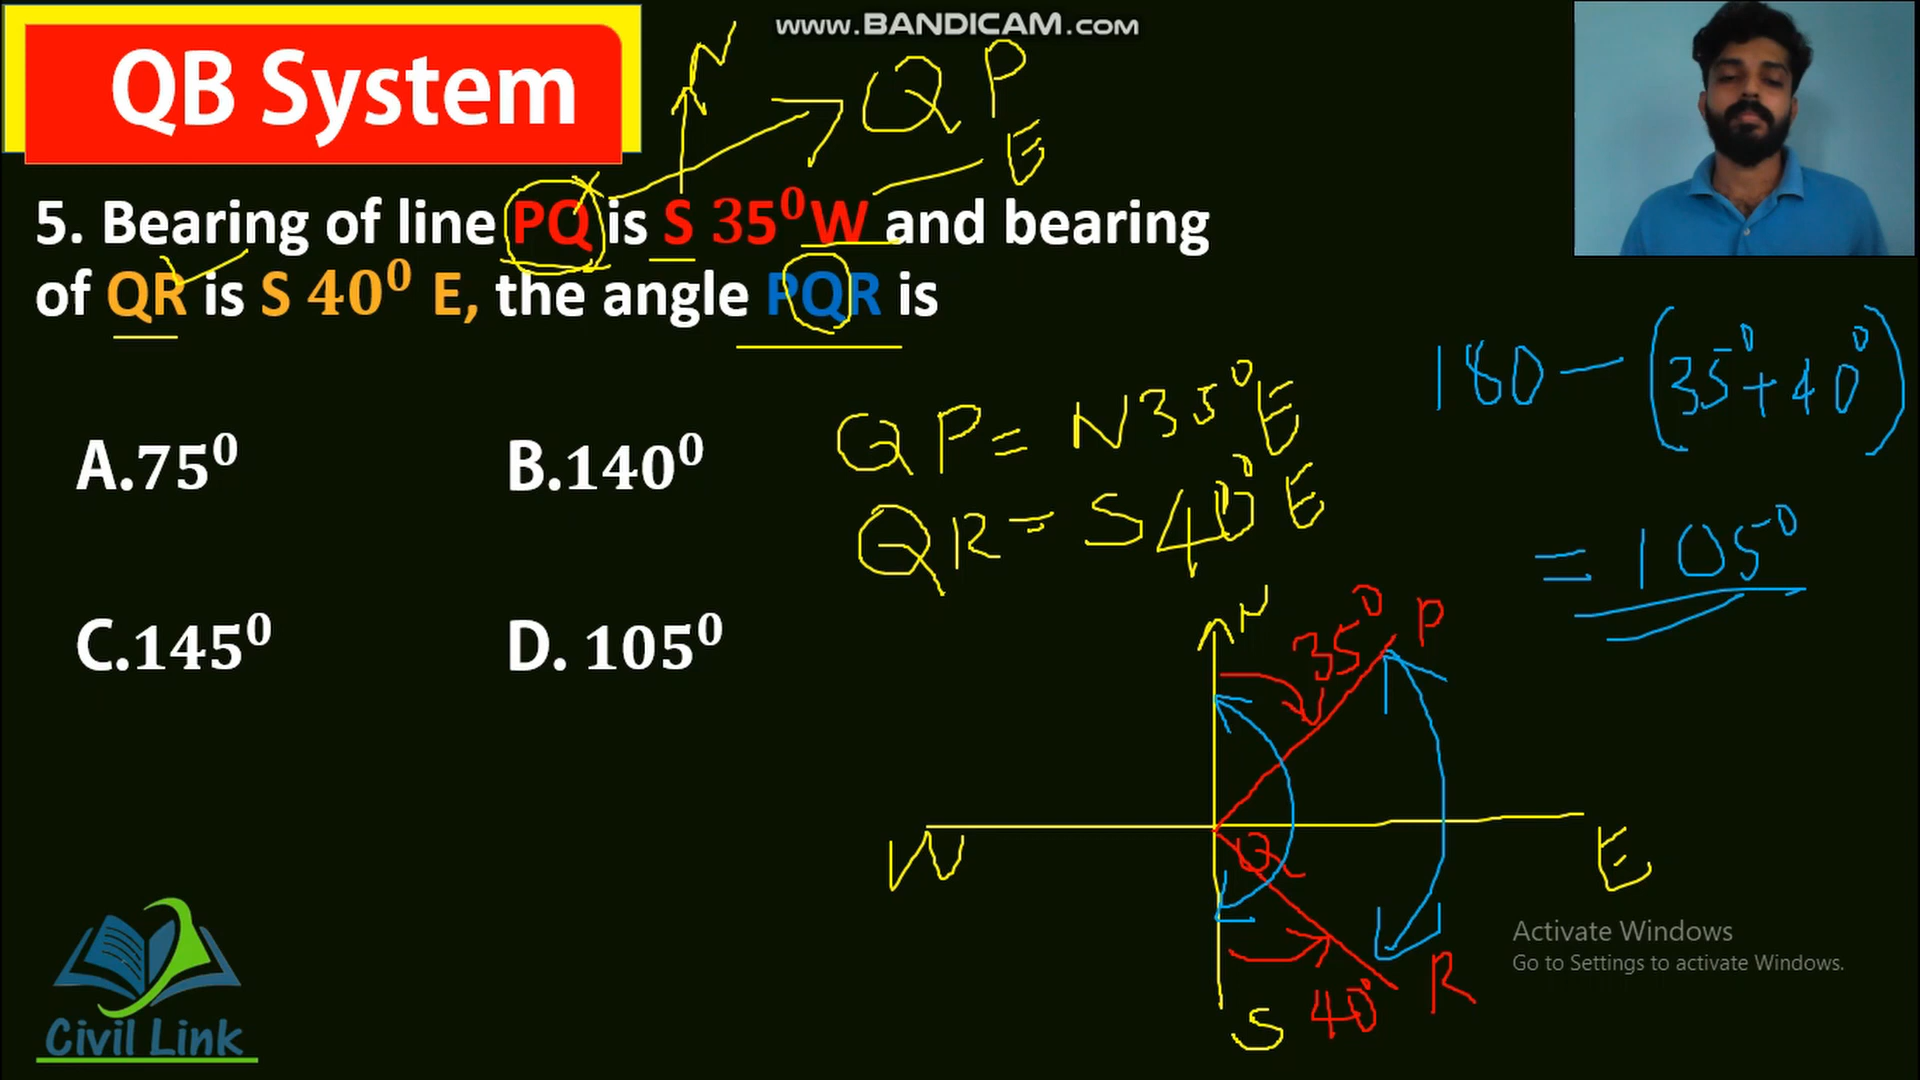 www.BANDICAM.com
QB System
N
Q P
E
5. Bearing of line PQ is S 35⁰W and bearing
of QR is S 40⁰ E, the angle PQR is
A.75⁰
B.140⁰
C.145⁰
D. 105⁰
QP = N35⁰E
QR = S40⁰E
180 - (35⁰+40⁰)
= 105⁰
N
35⁰
P
W
Q
E
S
40⁰
R
Activate Windows
Go to Settings to activate Windows.
Civil Link